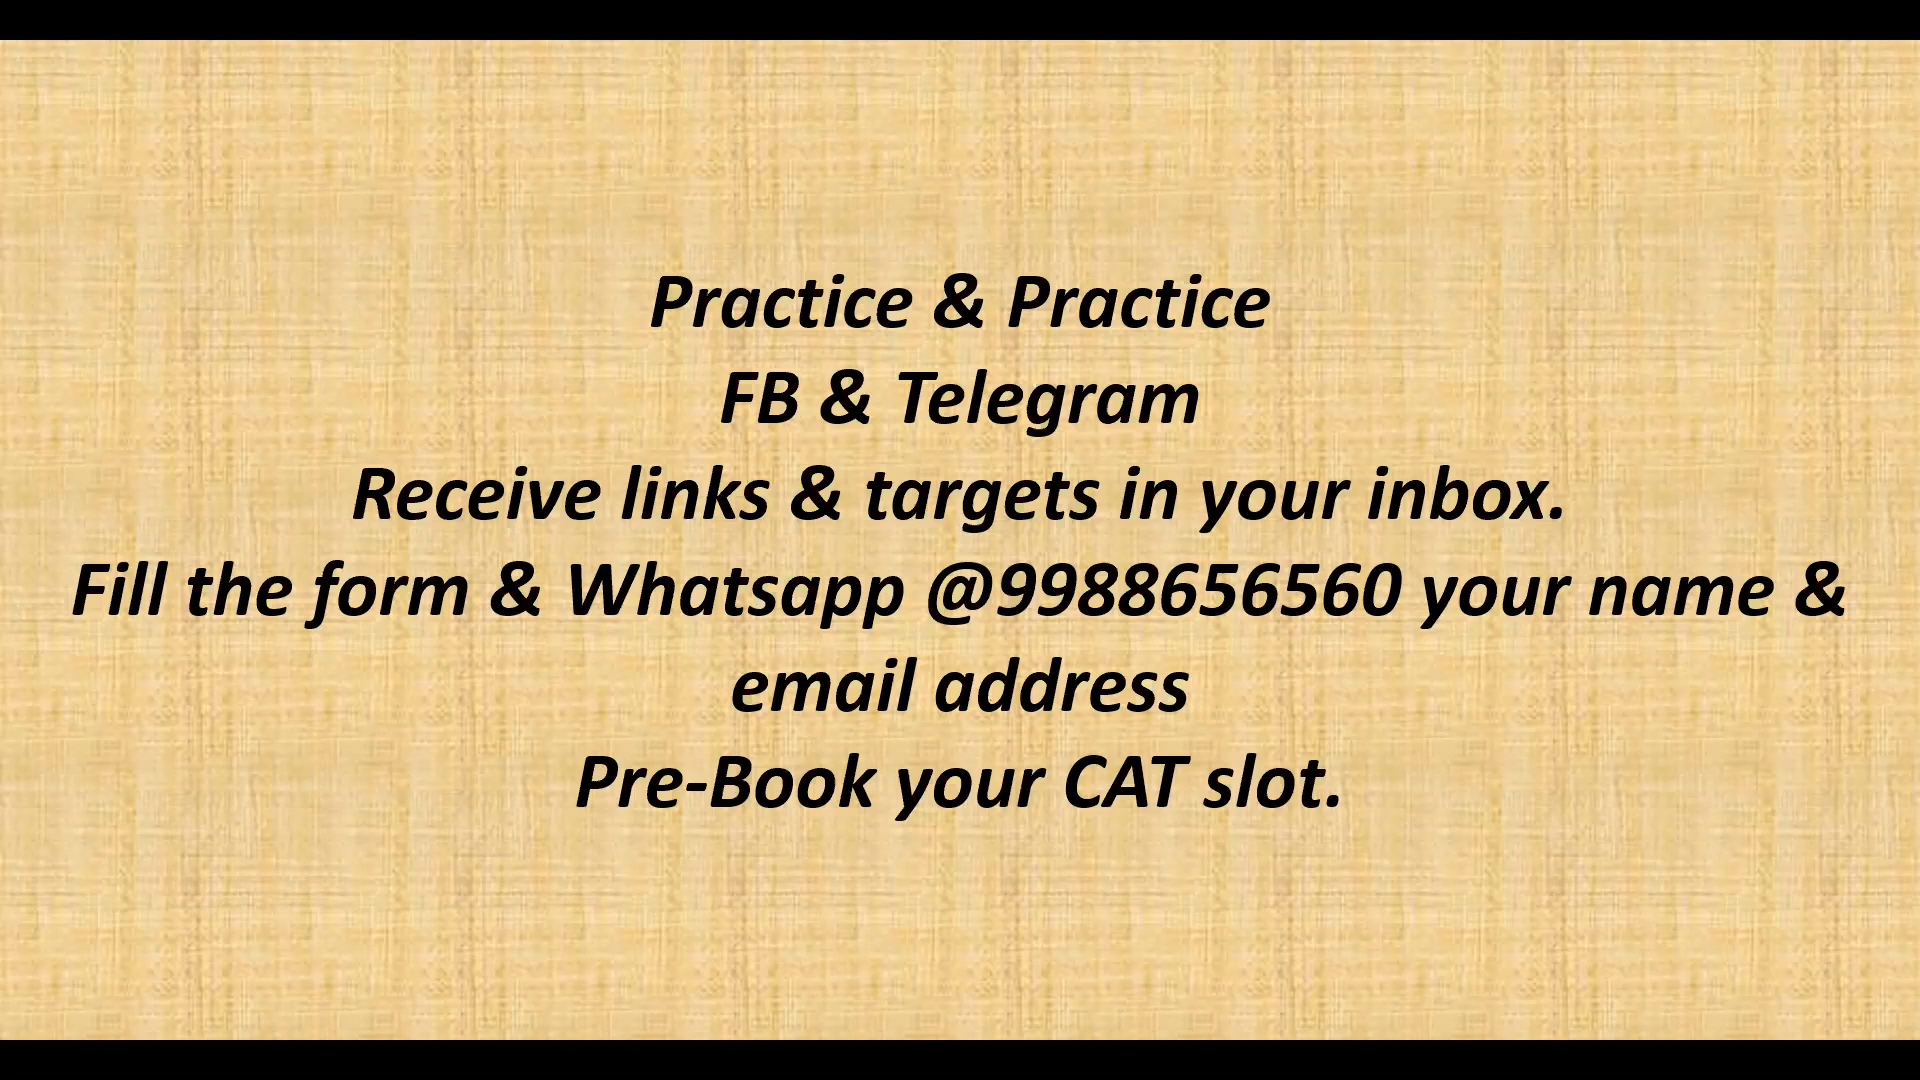 Practice & Practice
FB & Telegram
Receive links & targets in your inbox.
Fill the form & Whatsapp @9988656560 your name &
email address
Pre-Book your CAT slot.